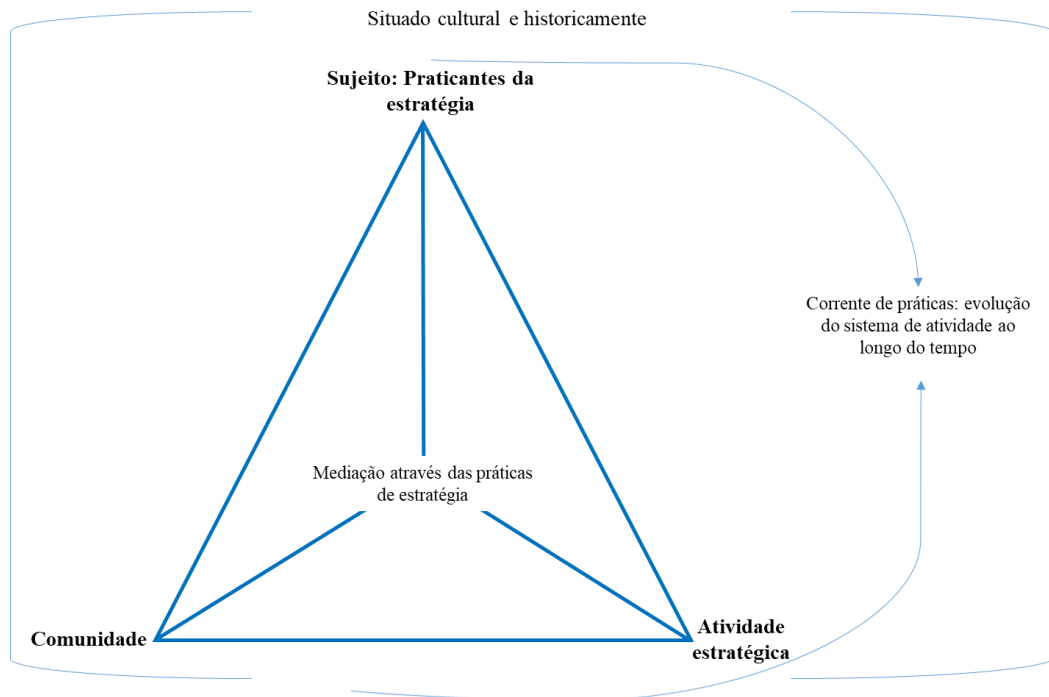 Situado cultural e historicamente
Sujeito: Praticantes da
estratégia
Corrente de práticas: evolução
do sistema de atividade ao
longo do tempo
Mediação através das práticas
de estratégia
Comunidade
Atividade
estratégica